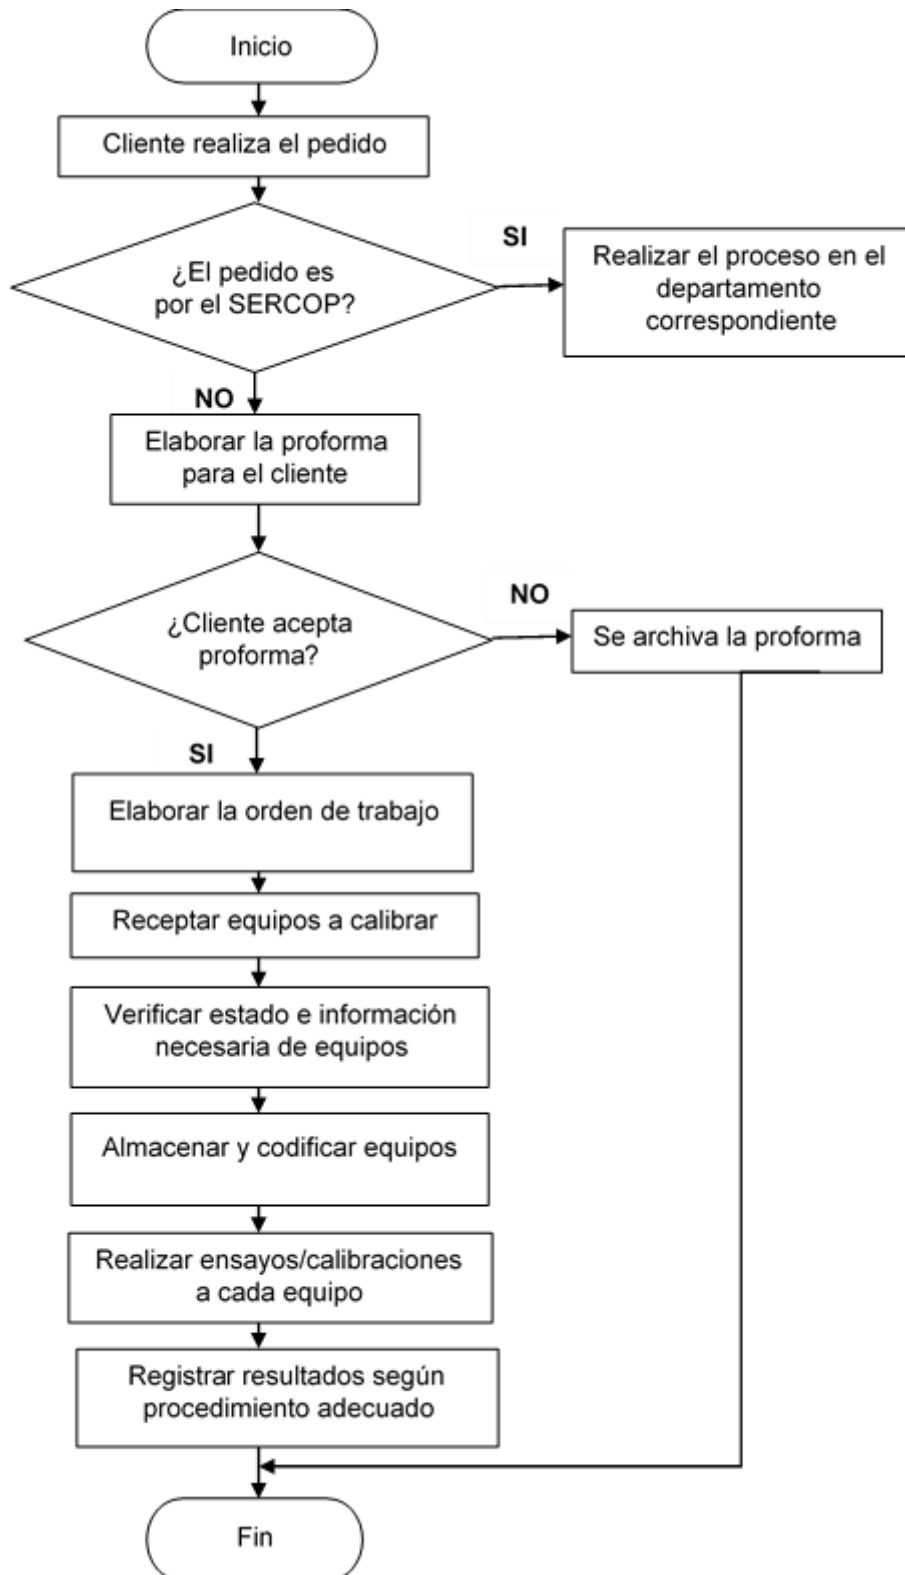 Inicio
Cliente realiza el pedido
¿El pedido es
por el SERCOP?
SI
Realizar el proceso en el
departamento
correspondiente
NO
Elaborar la proforma
para el cliente
¿Cliente acepta
proforma?
NO
Se archiva la proforma
SI
Elaborar la orden de trabajo
Receptar equipos a calibrar
Verificar estado e información
necesaria de equipos
Almacenar y codificar equipos
Realizar ensayos/calibraciones
a cada equipo
Registrar resultados según
procedimiento adecuado
Fin